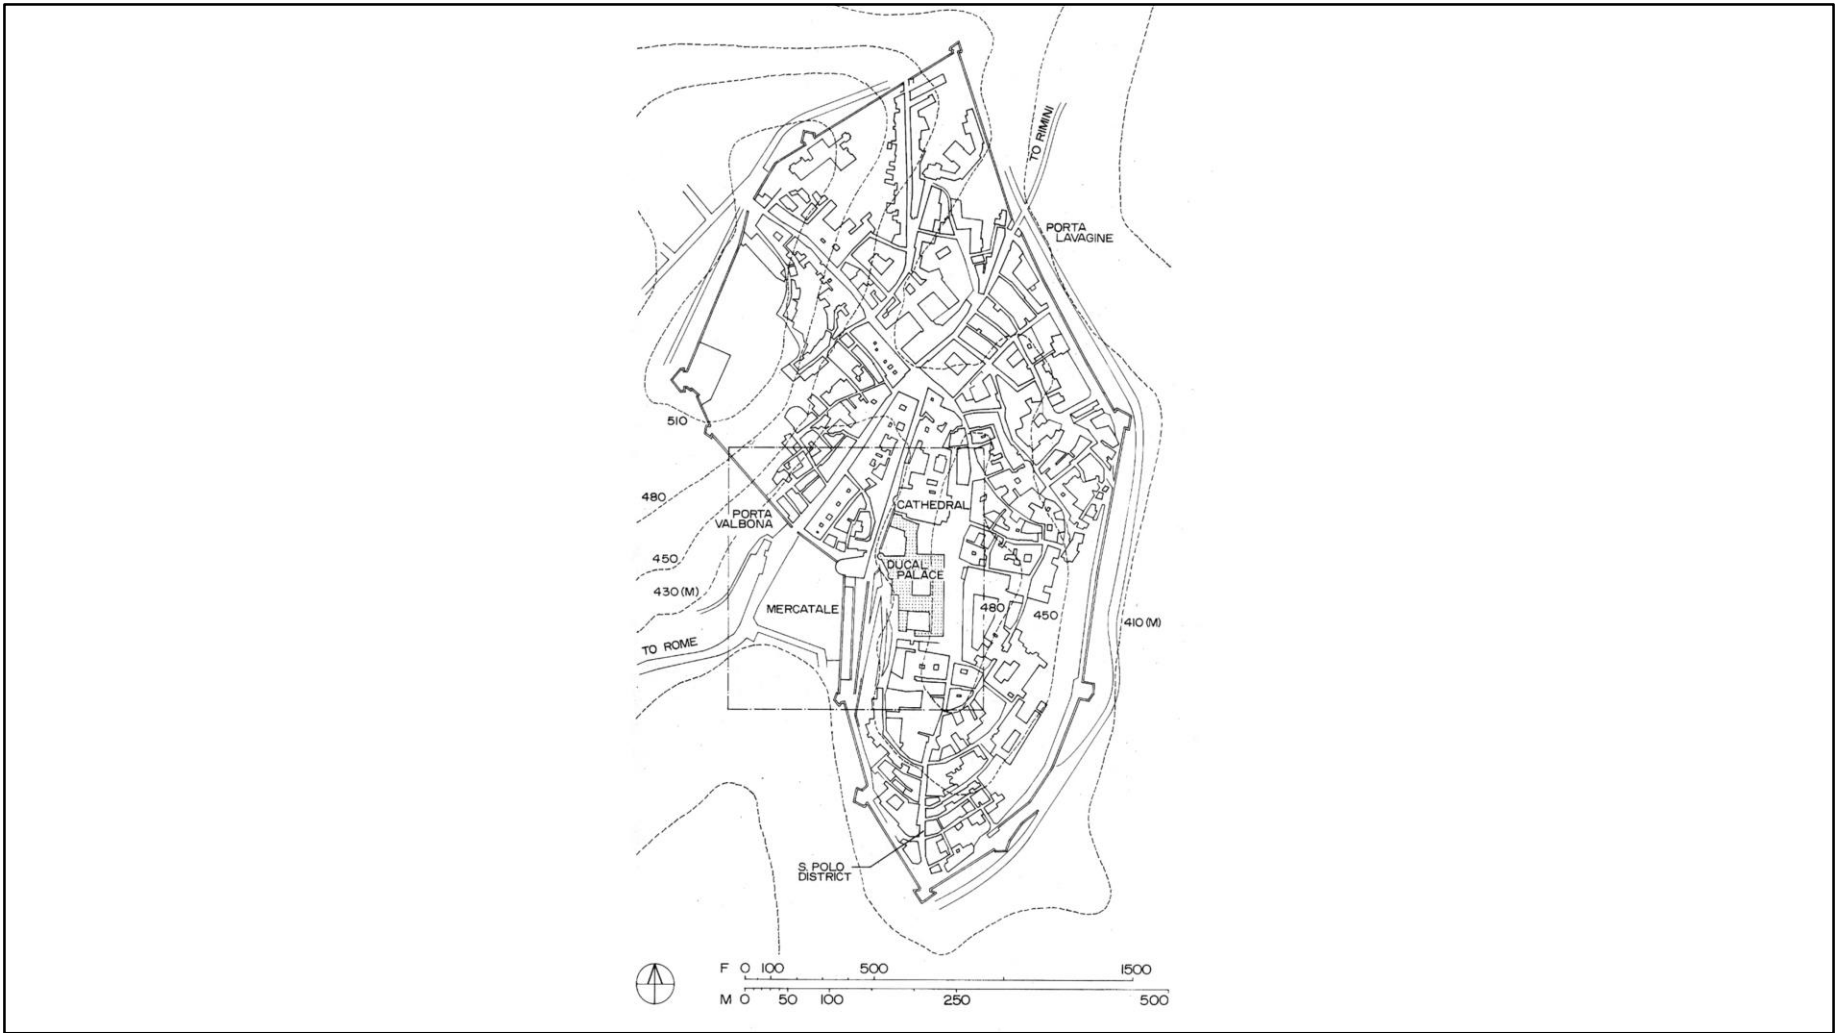 TO RIMINI
PORTA
LAVAGINE
510
480
PORTA
VALBONA
CATHEDRAL
450
DUCAL
PALACE
430 (M)
MERCATALE
480
450
410 (M)
TO ROME
S. POLO
DISTRICT
F 0 100 500 1500
M 0 50 100 250 500